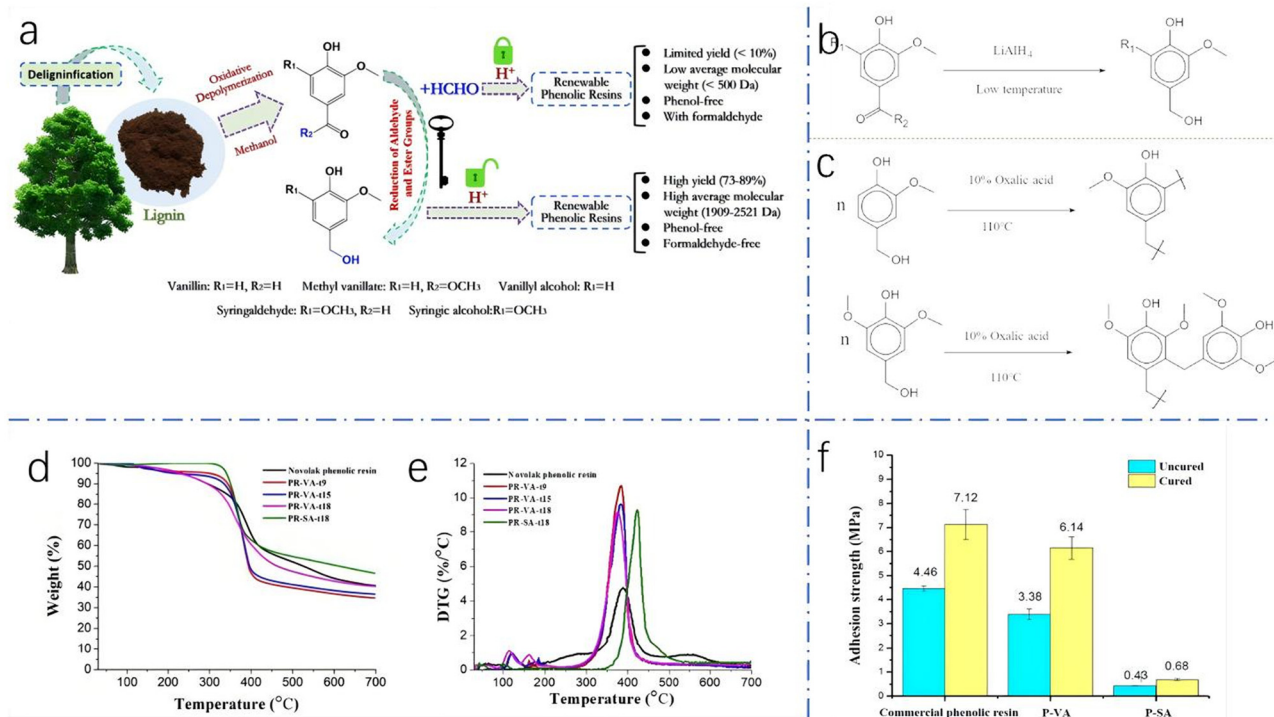 a
Deligninfication
Lignin
Oxidative
Depolymerization
Methanol
OH
R1
O
R2
O
OH
R1
O
OH
Reduction of Aldehyde
and Ester Groups
+HCHO
H+
Renewable
Phenolic Resins
Limited yield (< 10%)
Low average molecular
weight (< 500 Da)
Phenol-free
With formaldehyde
H+
Renewable
Phenolic Resins
High yield (73-89%)
High average molecular
weight (1909-2521 Da)
Phenol-free
Formaldehyde-free
Vanillin: R1=H, R2=H Methyl vanillate: R1=H, R2=OCH3 Vanillyl alcohol: R1=H
Syringaldehyde: R1=OCH3, R2=H Syringic alcohol:R1=OCH3
b
OH
R1
O
O
R2
LiAlH4
Low temperature
OH
R1
O
OH
c
n
OH
O
OH
10% Oxalic acid
110°C
OH
O
n
OH
O
O
OH
10% Oxalic acid
110°C
OH
O
O
O
OH
O
d
Weight (%)
100
90
80
70
60
50
40
30
20
10
0
100 200 300 400 500 600 700
Temperature (°C)
Novolak phenolic resin
PR-VA-t9
PR-VA-t15
PR-VA-t18
PR-SA-t18
e
DTG (%/°C)
12
10
8
6
4
2
0
100 200 300 400 500 600 700
Temperature (°C)
Novolak phenolic resin
PR-VA-t9
PR-VA-t15
PR-VA-t18
PR-SA-t18
f
Adhesion strength (MPa)
10
9
8
7
6
5
4
3
2
1
0
Uncured
Cured
4.46
7.12
3.38
6.14
0.43
0.68
Commercial phenolic resin P-VA P-SA